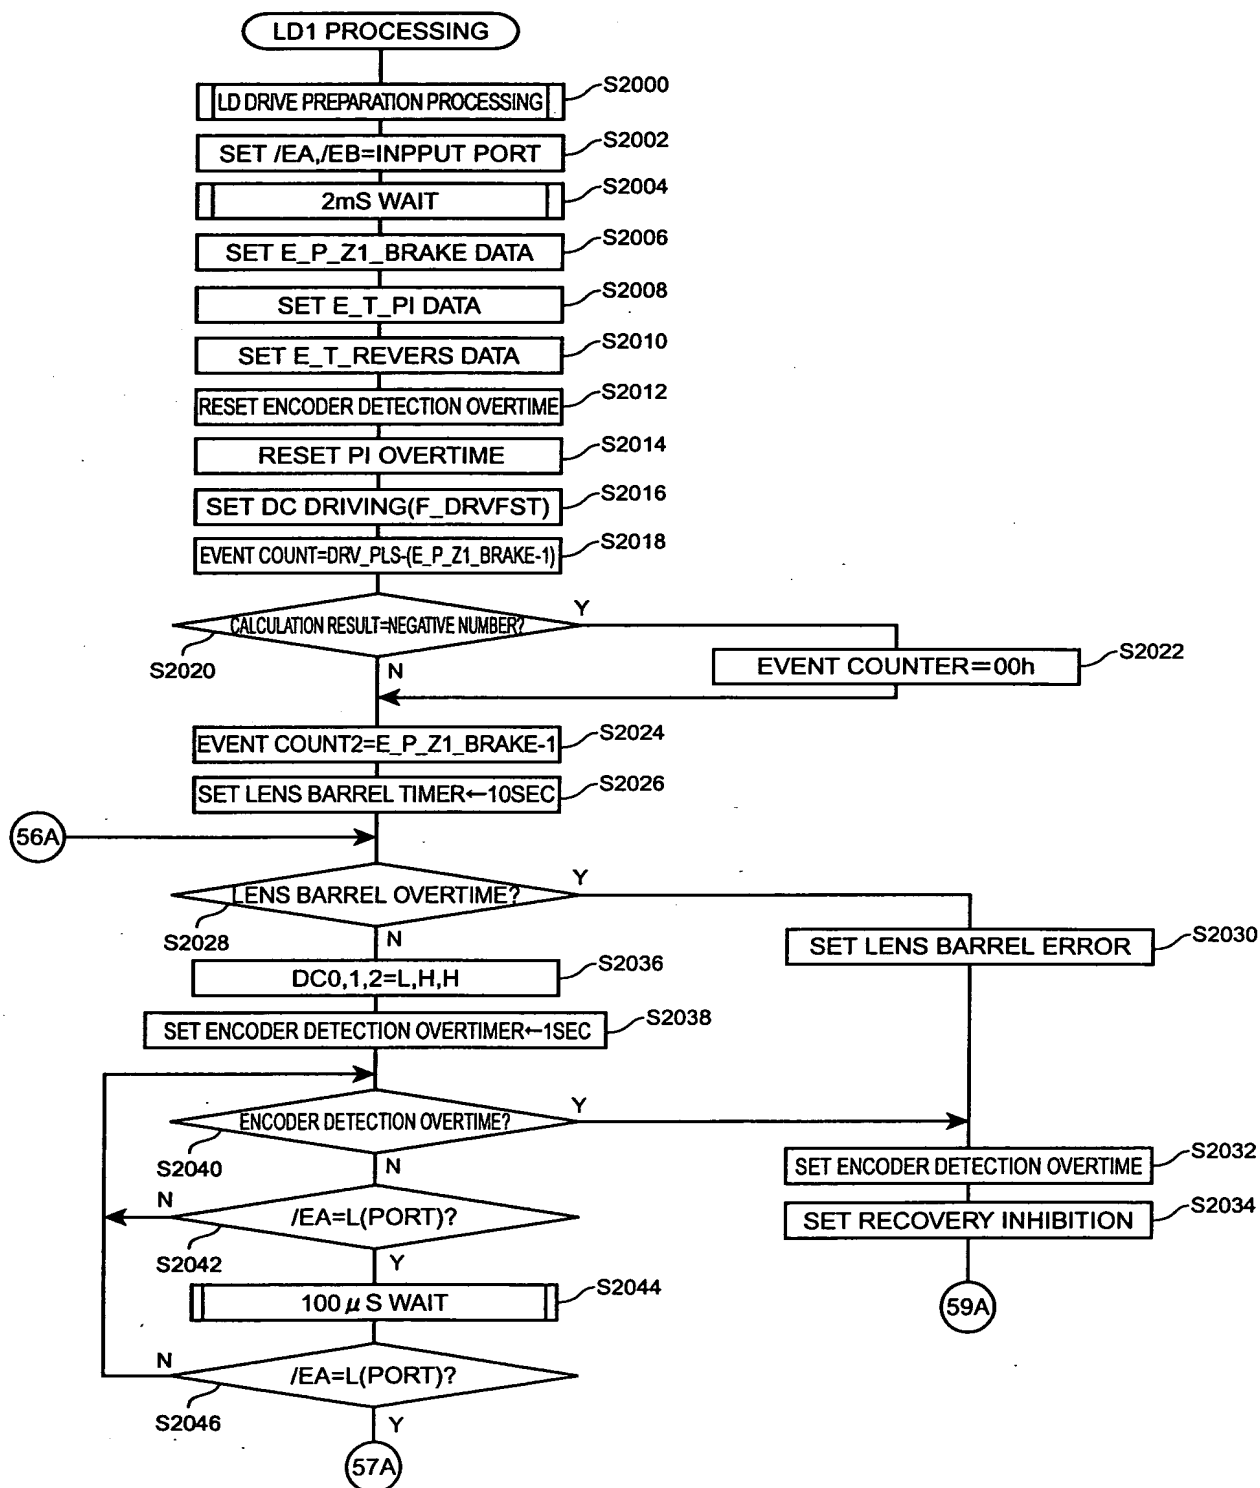 LD1 PROCESSING
LD DRIVE PREPARATION PROCESSING
S2000
SET /EA,/EB=INPPUT PORT
S2002
2mS WAIT
S2004
SET E_P_Z1_BRAKE DATA
S2006
SET E_T_PI DATA
S2008
SET E_T_REVERS DATA
S2010
RESET ENCODER DETECTION OVERTIME
S2012
RESET PI OVERTIME
S2014
SET DC DRIVING(F_DRVFST)
S2016
EVENT COUNT=DRV_PLS-(E_P_Z1_BRAKE-1)
S2018
CALCULATION RESULT=NEGATIVE NUMBER?
Y
S2020
N
EVENT COUNTER=00h
S2022
EVENT COUNT2=E_P_Z1_BRAKE-1
S2024
SET LENS BARREL TIMER←10SEC
S2026
56A
LENS BARREL OVERTIME?
Y
S2028
N
SET LENS BARREL ERROR
S2030
DC0,1,2=L,H,H
S2036
SET ENCODER DETECTION OVERTIMER←1SEC
S2038
ENCODER DETECTION OVERTIME?
Y
S2040
N
SET ENCODER DETECTION OVERTIME
S2032
SET RECOVERY INHIBITION
S2034
59A
N
/EA=L(PORT)?
S2042
Y
100μS WAIT
S2044
N
/EA=L(PORT)?
S2046
Y
57A